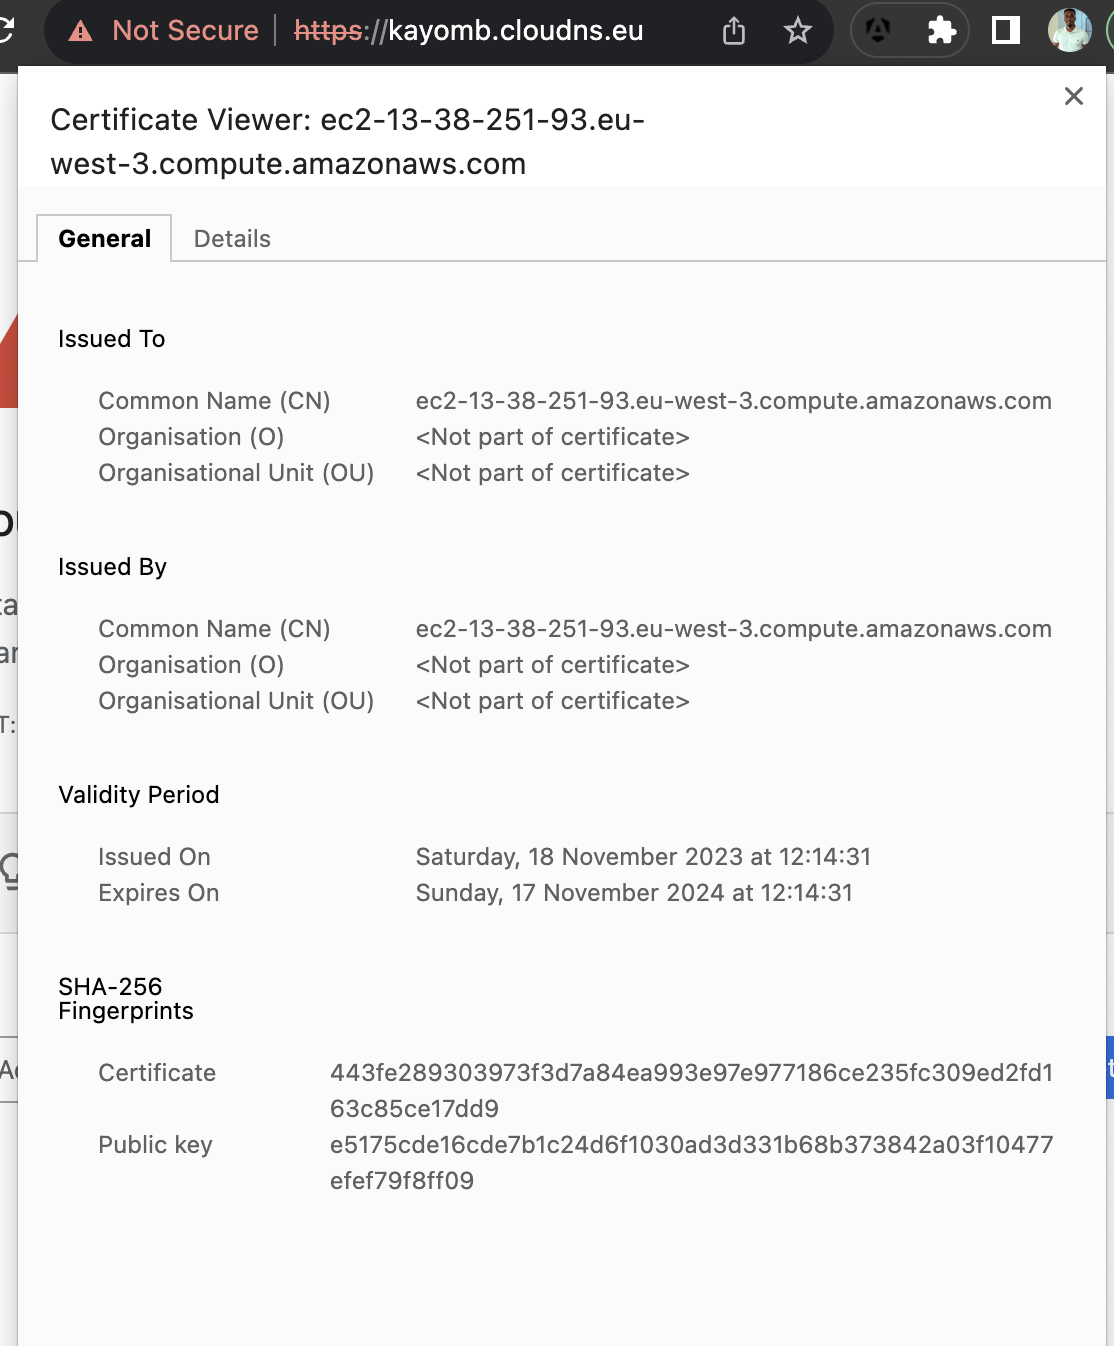 Not Secure https://kayomb.cloudns.eu
Certificate Viewer: ec2-13-38-251-93.eu-
west-3.compute.amazonaws.com
General Details
Issued To
Common Name (CN) ec2-13-38-251-93.eu-west-3.compute.amazonaws.com
Organisation (O) <Not part of certificate>
Organisational Unit (OU) <Not part of certificate>
Issued By
Common Name (CN) ec2-13-38-251-93.eu-west-3.compute.amazonaws.com
Organisation (O) <Not part of certificate>
Organisational Unit (OU) <Not part of certificate>
Validity Period
Issued On Saturday, 18 November 2023 at 12:14:31
Expires On Sunday, 17 November 2024 at 12:14:31
SHA-256
Fingerprints
Certificate 443fe289303973f3d7a84ea993e97e977186ce235fc309ed2fd1
63c85ce17dd9
Public key e5175cde16cde7b1c24d6f1030ad3d331b68b373842a03f10477
efef79f8ff09